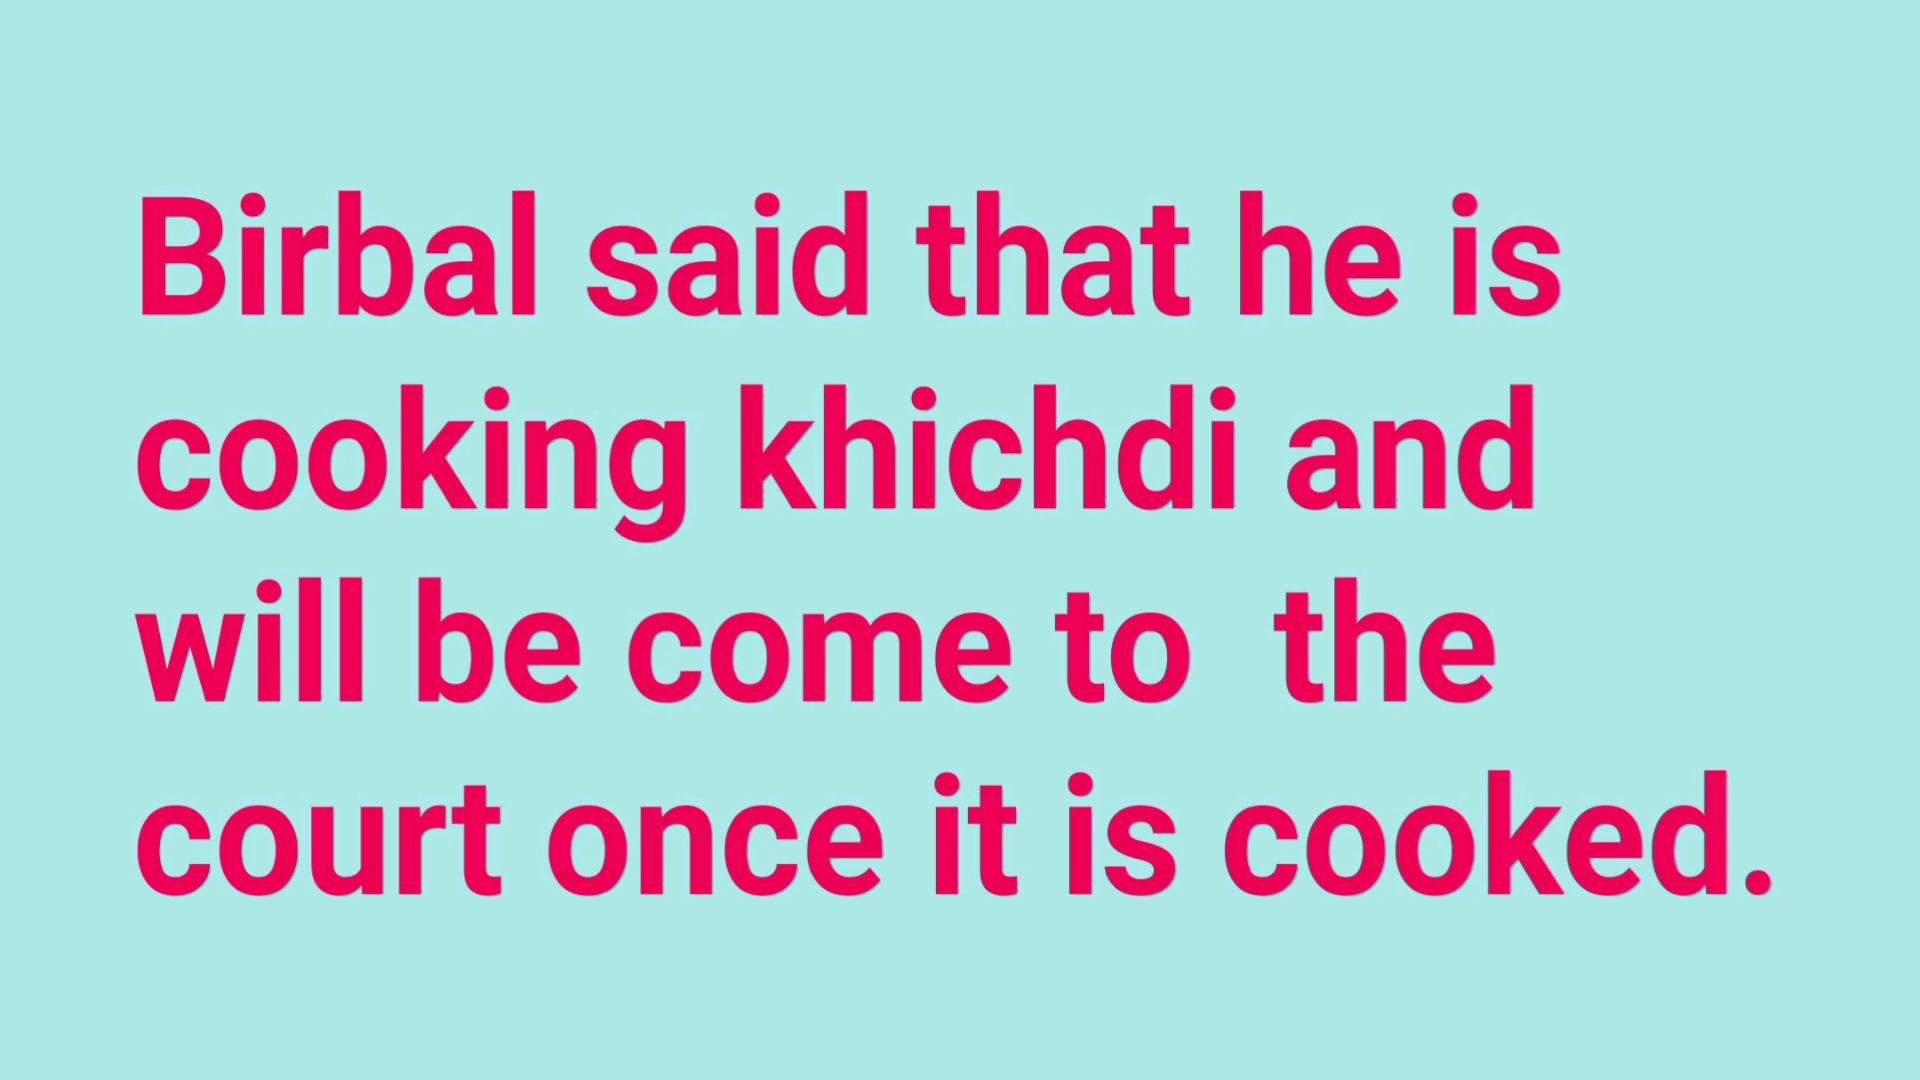 Birbal said that he is
cooking khichdi and
will be come to  the
court once it is cooked.